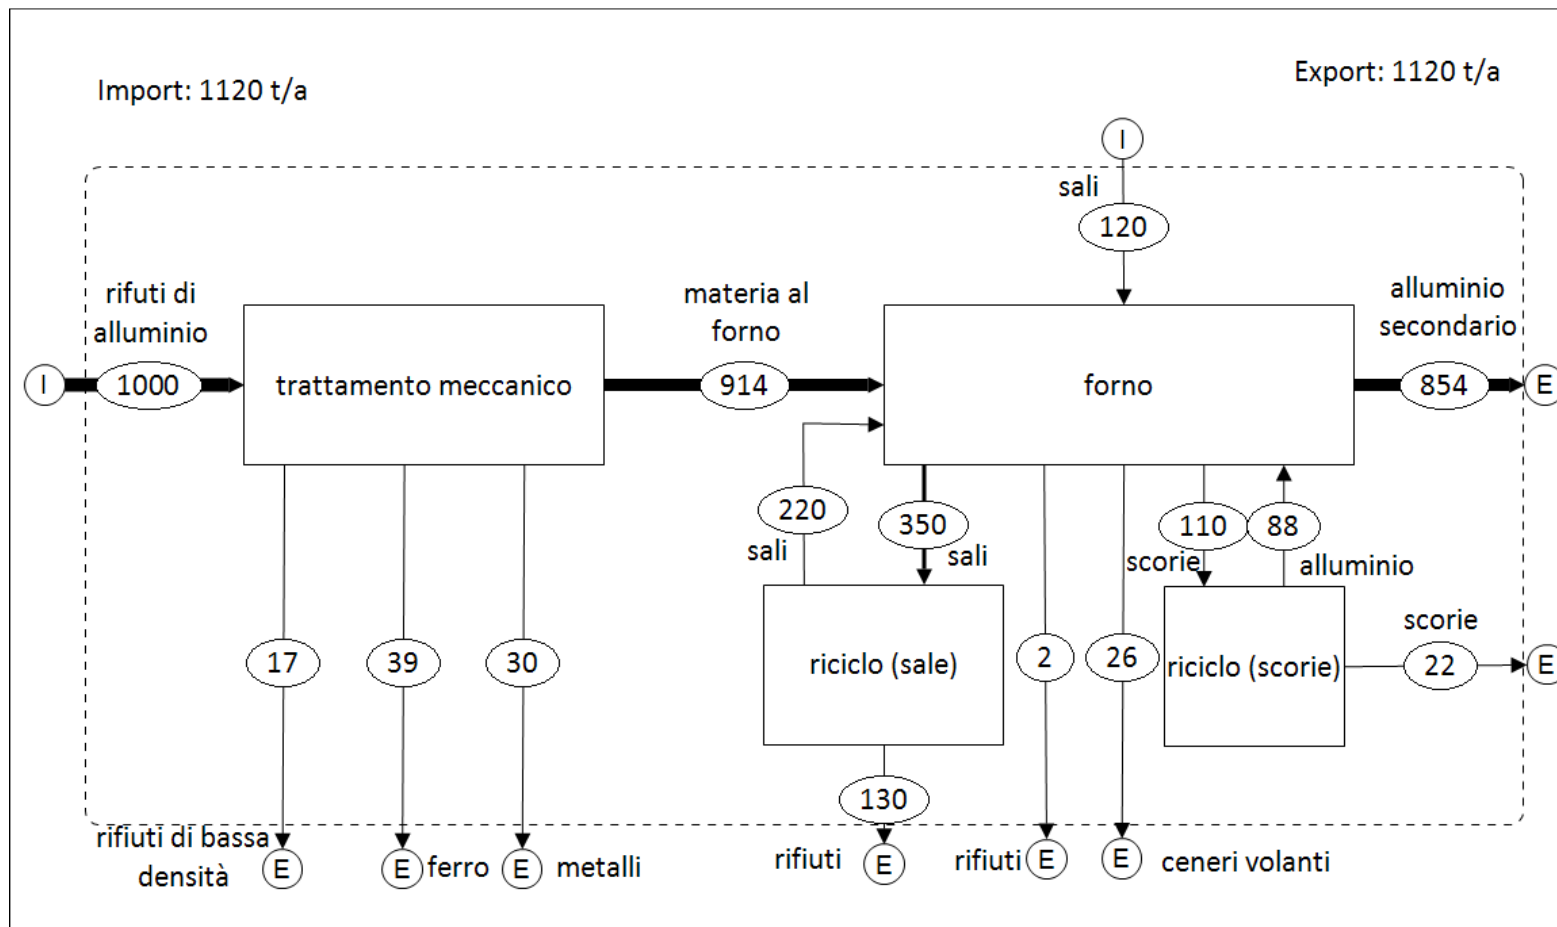 Import: 1120 t/a
Export: 1120 t/a
I
sali
120
rifuti di
alluminio
materia al
forno
alluminio
secondario
I
1000
trattamento meccanico
914
forno
854
E
220
sali
350
sali
110
scorie
88
alluminio
17
39
30
riciclo (sale)
2
26
riciclo (scorie)
scorie
22
E
130
rifiuti di bassa
densità
E
E
ferro
E
metalli
rifiuti
E
rifiuti
E
E
ceneri volanti